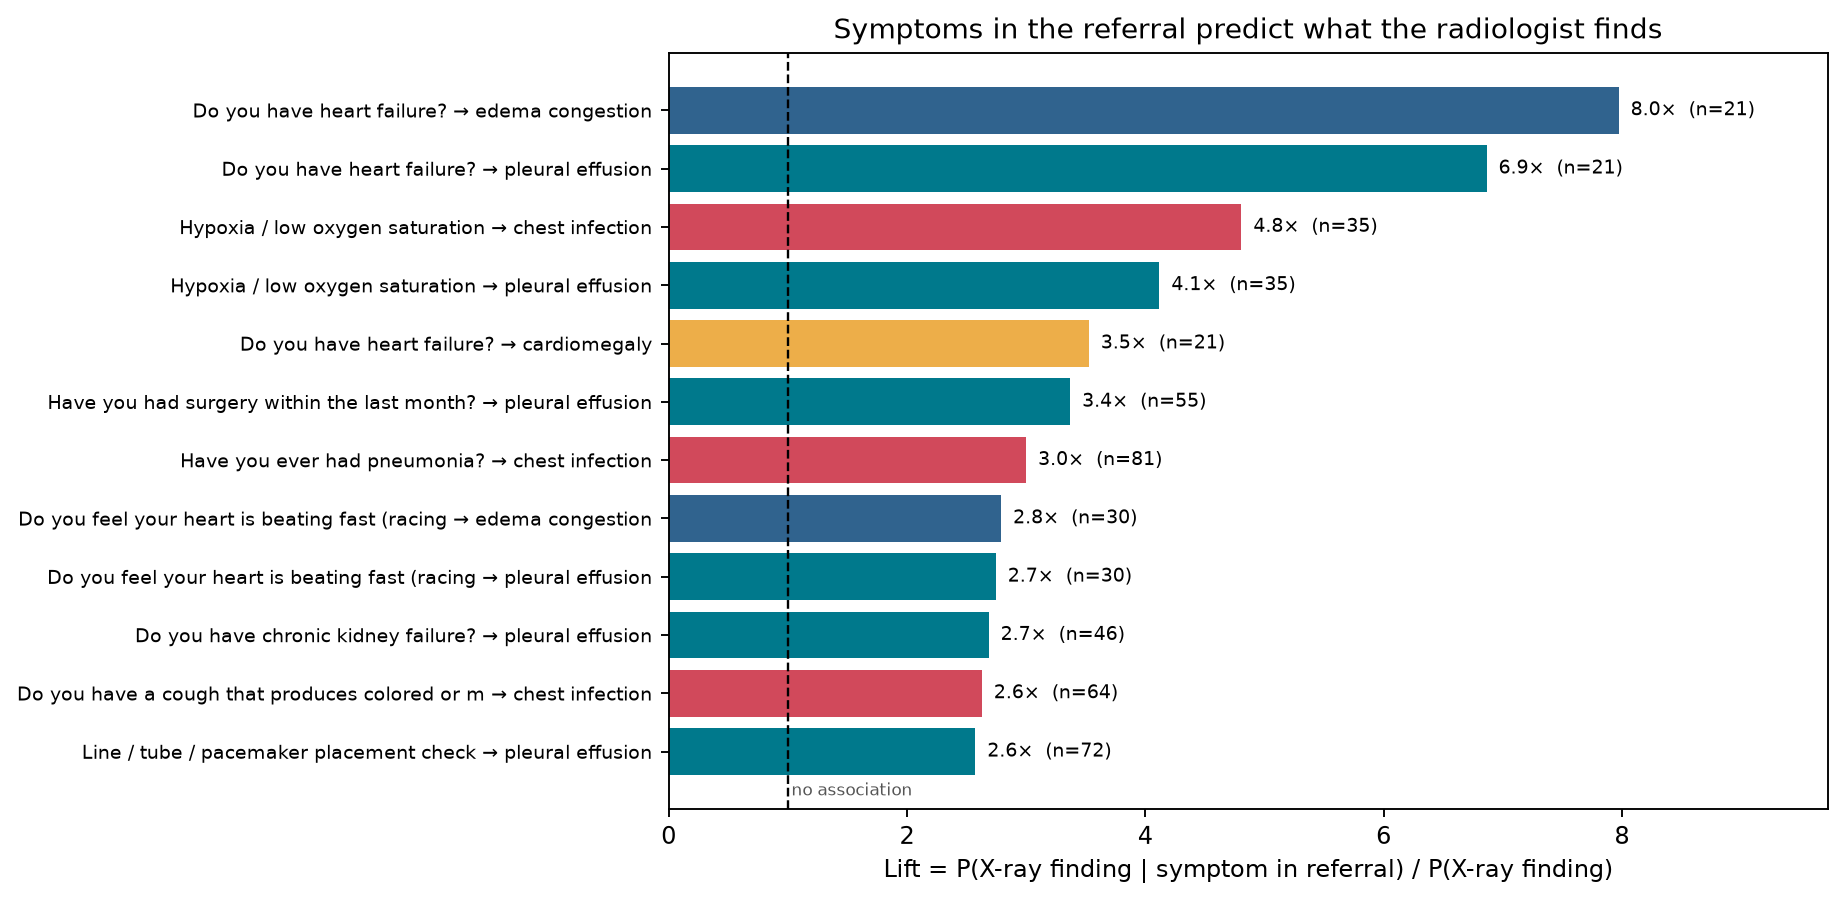 Symptoms in the referral predict what the radiologist finds
Do you have heart failure? → edema congestion
8.0× (n=21)
Do you have heart failure? → pleural effusion
6.9× (n=21)
Hypoxia / low oxygen saturation → chest infection
4.8× (n=35)
Hypoxia / low oxygen saturation → pleural effusion
4.1× (n=35)
Do you have heart failure? → cardiomegaly
3.5× (n=21)
Have you had surgery within the last month? → pleural effusion
3.4× (n=55)
Have you ever had pneumonia? → chest infection
3.0× (n=81)
Do you feel your heart is beating fast (racing → edema congestion
2.8× (n=30)
Do you feel your heart is beating fast (racing → pleural effusion
2.7× (n=30)
Do you have chronic kidney failure? → pleural effusion
2.7× (n=46)
Do you have a cough that produces colored or m → chest infection
2.6× (n=64)
Line / tube / pacemaker placement check → pleural effusion
2.6× (n=72)
no association
0 2 4 6 8
Lift = P(X-ray finding | symptom in referral) / P(X-ray finding)